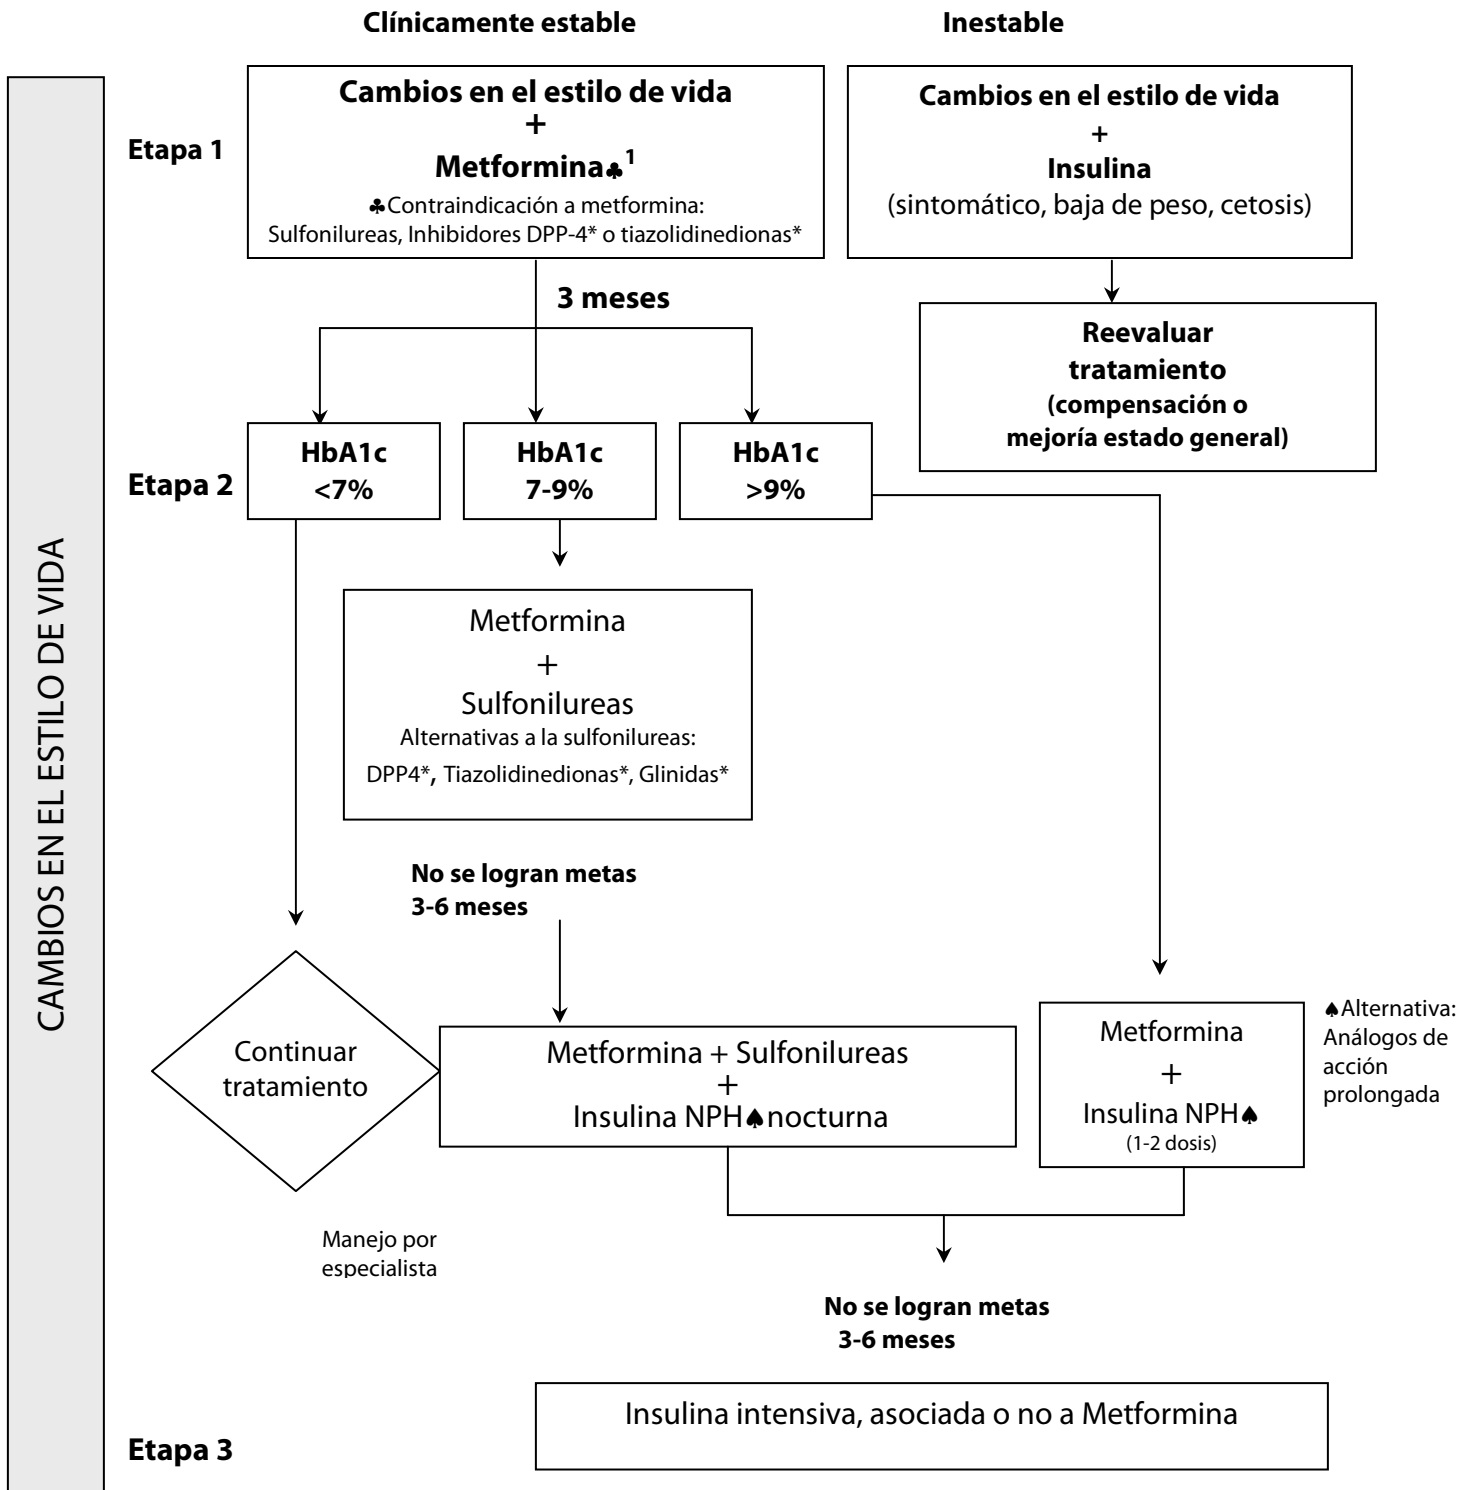 Clínicamente estable
Inestable
Cambios en el estilo de vida
+
Metformina♣1
♣Contraindicación a metformina:
Sulfonilureas, Inhibidores DPP-4* o tiazolidinedionas*
Cambios en el estilo de vida
+
Insulina
(sintomático, baja de peso, cetosis)
Etapa 1
3 meses
Reevaluar
tratamiento
(compensación o
mejoría estado general)
Etapa 2
HbA1c
<7%
HbA1c
7-9%
HbA1c
>9%
CAMBIOS EN EL ESTILO DE VIDA
Metformina
+
Sulfonilureas
Alternativas a la sulfonilureas:
DPP4*, Tiazolidinedionas*, Glinidas*
No se logran metas
3-6 meses
Continuar
tratamiento
Metformina + Sulfonilureas
+
Insulina NPH♠nocturna
Metformina
+
Insulina NPH♠
(1-2 dosis)
♠Alternativa:
Análogos de
acción
prolongada
Manejo por
especialista
No se logran metas
3-6 meses
Etapa 3
Insulina intensiva, asociada o no a Metformina